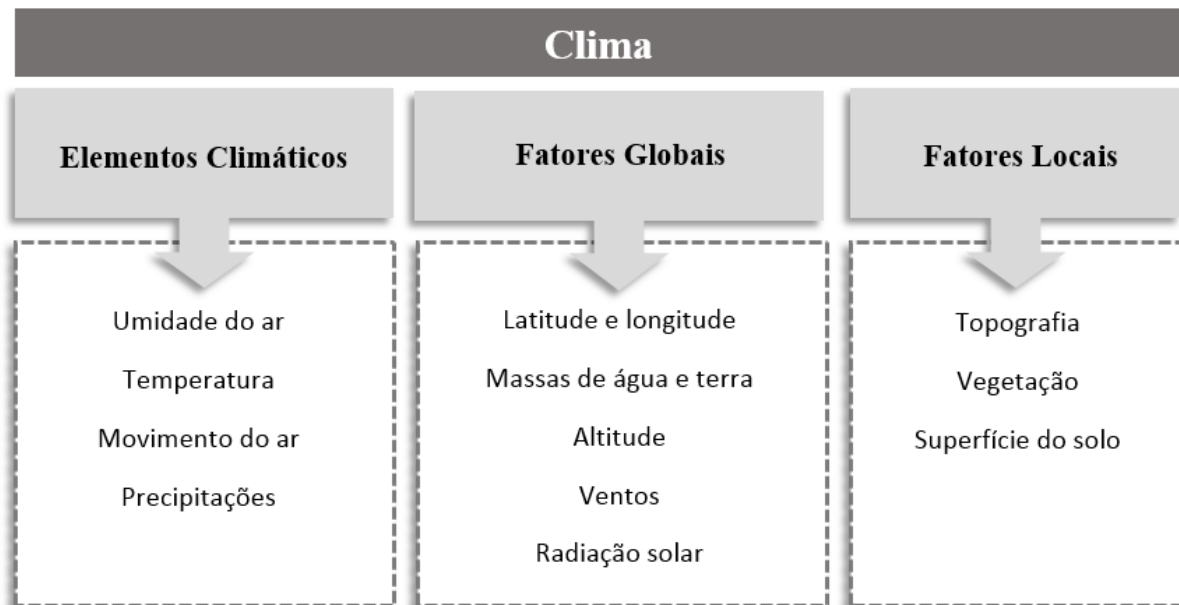 Clima
Elementos Climáticos
Umidade do ar
Temperatura
Movimento do ar
Precipitações
Fatores Globais
Latitude e longitude
Massas de água e terra
Altitude
Ventos
Radiação solar
Fatores Locais
Topografia
Vegetação
Superfície do solo